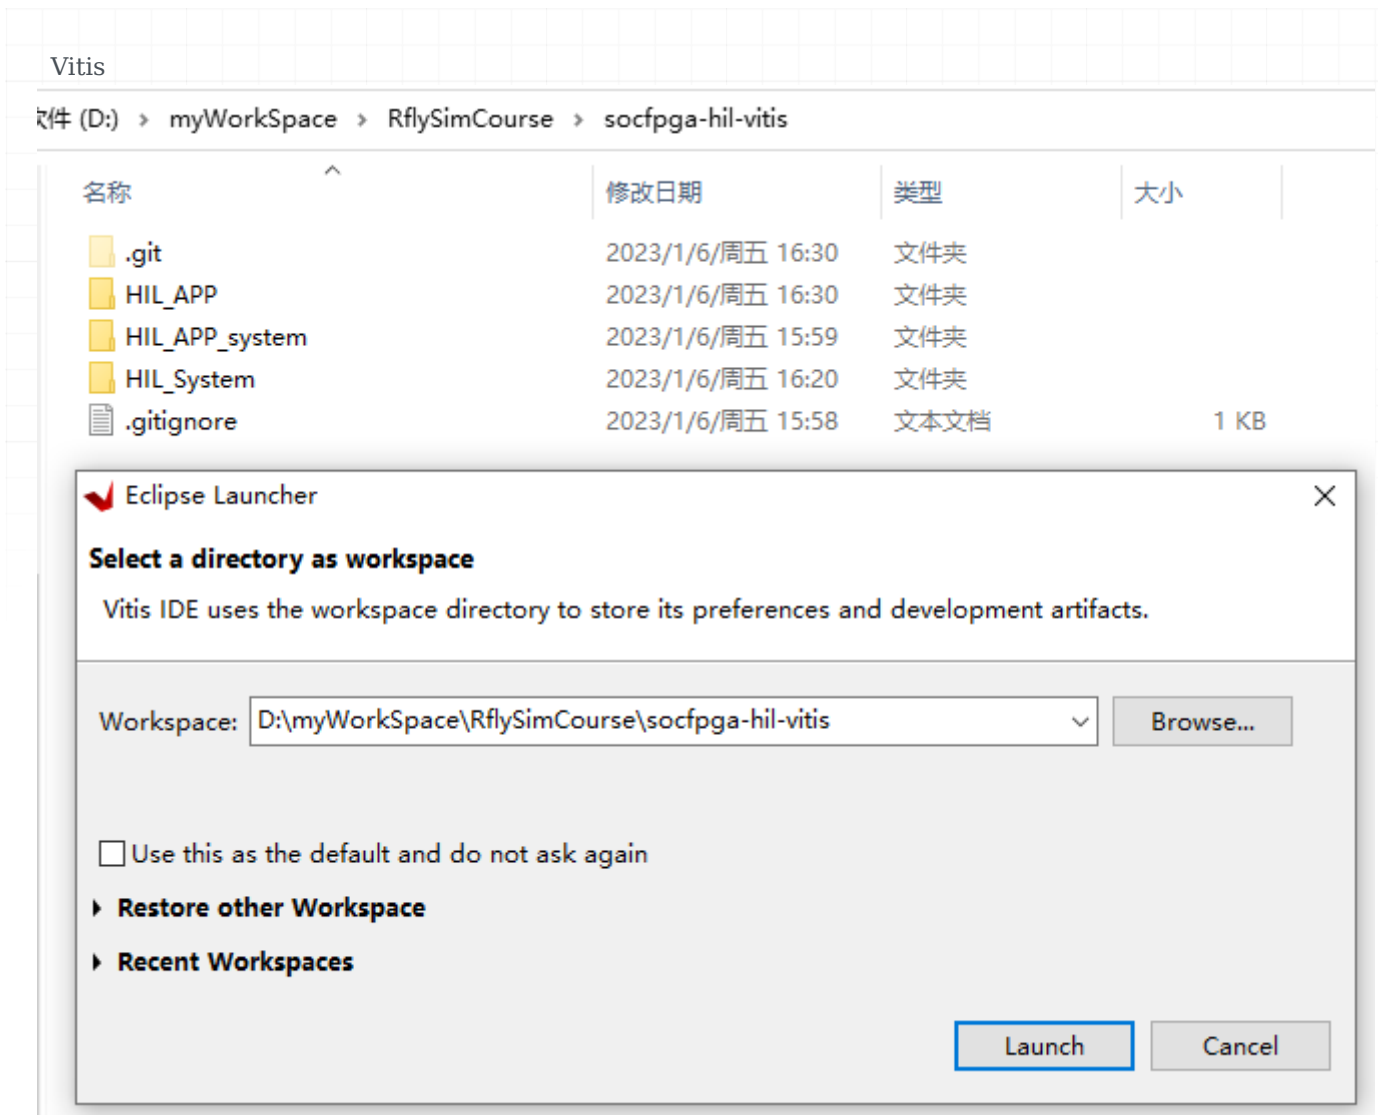 Vitis
软件 (D:) › myWorkSpace › RflySimCourse › socfpga-hil-vitis
名称 修改日期 类型 大小
.git 2023/1/6/周五 16:30 文件夹
HIL_APP 2023/1/6/周五 16:30 文件夹
HIL_APP_system 2023/1/6/周五 15:59 文件夹
HIL_System 2023/1/6/周五 16:20 文件夹
.gitignore 2023/1/6/周五 15:58 文本文档 1 KB
Eclipse Launcher
Select a directory as workspace
Vitis IDE uses the workspace directory to store its preferences and development artifacts.
Workspace: D:\myWorkSpace\RflySimCourse\socfpga-hil-vitis Browse...
Use this as the default and do not ask again
Restore other Workspace
Recent Workspaces
Launch Cancel